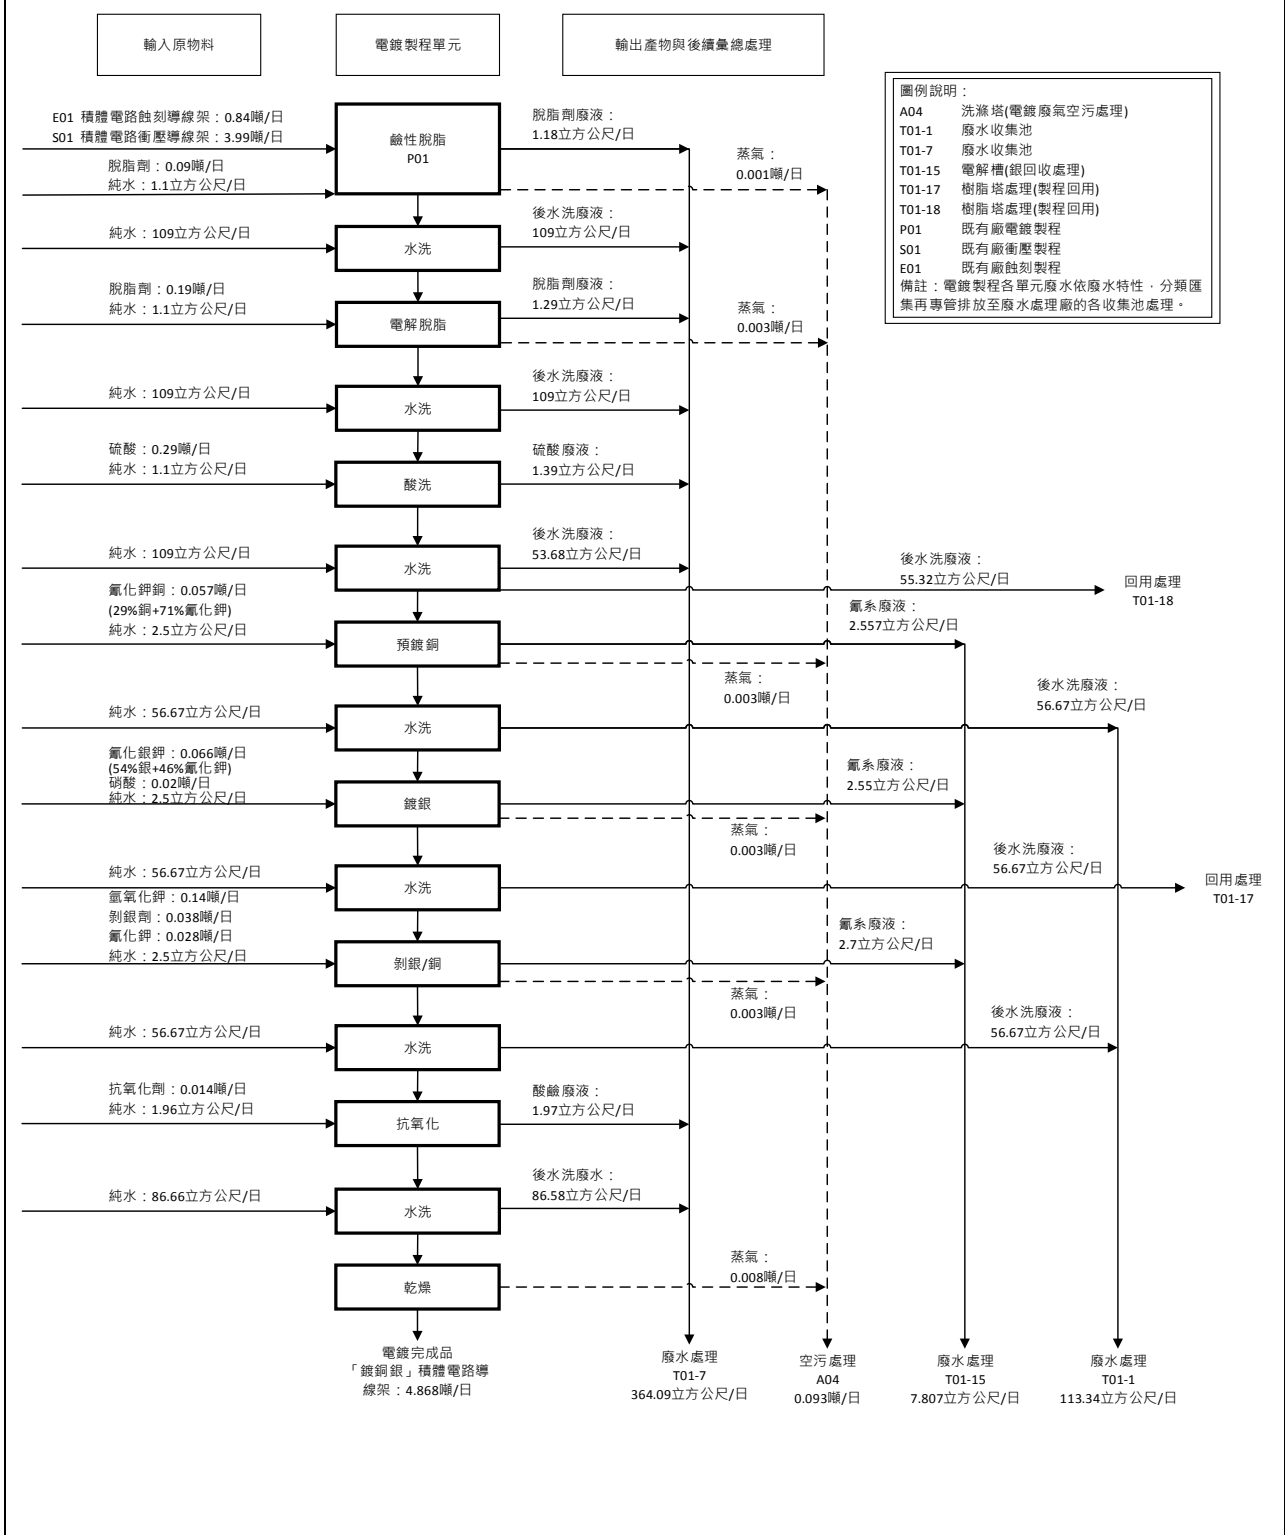 輸入原物料
電鍍製程單元
輸出產物與後續彙總處理
圖例說明：
A04 洗滌塔(電鍍廢氣空污處理)
T01-1 廢水收集池
T01-7 廢水收集池
T01-15 電解槽(銀回收處理)
T01-17 樹脂塔處理(製程回用)
T01-18 樹脂塔處理(製程回用)
P01 既有廠電鍍製程
S01 既有廠衝壓製程
E01 既有廠蝕刻製程
備註：電鍍製程各單元廢水依廢水特性，分類匯
集再專管排放至廢水處理廠的各收集池處理。
E01 積體電路蝕刻導線架：0.84噸/日
S01 積體電路衝壓導線架：3.99噸/日
脫脂劑：0.09噸/日
純水：1.1立方公尺/日
鹼性脫脂
P01
脫脂劑廢液：
1.18立方公尺/日
蒸氣：
0.001噸/日
純水：109立方公尺/日
水洗
後水洗廢液：
109立方公尺/日
脫脂劑：0.19噸/日
純水：1.1立方公尺/日
電解脫脂
脫脂劑廢液：
1.29立方公尺/日
蒸氣：
0.003噸/日
純水：109立方公尺/日
水洗
後水洗廢液：
109立方公尺/日
硫酸：0.29噸/日
純水：1.1立方公尺/日
酸洗
硫酸廢液：
1.39立方公尺/日
純水：109立方公尺/日
水洗
後水洗廢液：
53.68立方公尺/日
後水洗廢液：
55.32立方公尺/日
回用處理
T01-18
氰化鉀銅：0.057噸/日
(29%銅+71%氰化鉀)
純水：2.5立方公尺/日
預鍍銅
氰系廢液：
2.557立方公尺/日
蒸氣：
0.003噸/日
純水：56.67立方公尺/日
水洗
後水洗廢液：
56.67立方公尺/日
氰化銀鉀：0.066噸/日
(54%銀+46%氰化鉀)
硝酸：0.02噸/日
純水：2.5立方公尺/日
鍍銀
氰系廢液：
2.55立方公尺/日
蒸氣：
0.003噸/日
純水：56.67立方公尺/日
水洗
後水洗廢液：
56.67立方公尺/日
回用處理
T01-17
氫氧化鉀：0.14噸/日
剝銀劑：0.038噸/日
氰化鉀：0.028噸/日
純水：2.5立方公尺/日
剝銀/銅
氰系廢液：
2.7立方公尺/日
蒸氣：
0.003噸/日
純水：56.67立方公尺/日
水洗
後水洗廢液：
56.67立方公尺/日
抗氧化劑：0.014噸/日
純水：1.96立方公尺/日
抗氧化
酸鹼廢液：
1.97立方公尺/日
純水：86.66立方公尺/日
水洗
後水洗廢水：
86.58立方公尺/日
乾燥
蒸氣：
0.008噸/日
電鍍完成品
「鍍銅銀」積體電路導
線架：4.868噸/日
廢水處理
T01-7
364.09立方公尺/日
空污處理
A04
0.093噸/日
廢水處理
T01-15
7.807立方公尺/日
廢水處理
T01-1
113.34立方公尺/日